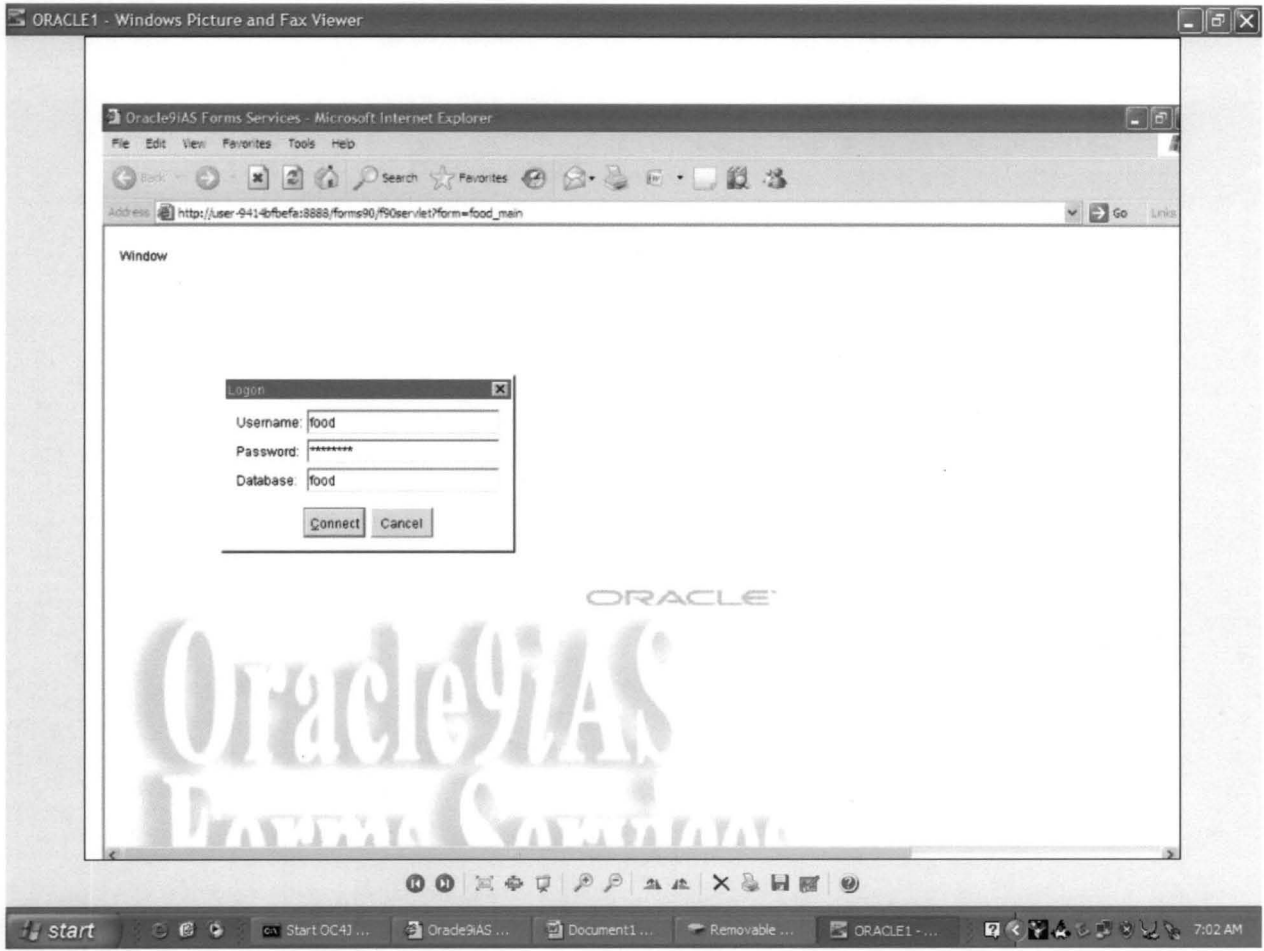 ORACLE1 - Windows Picture and Fax Viewer
Oracle9iAS Forms Services - Microsoft Internet Explorer
File Edit View Favorites Tools Help
Back Search Favorites
Address http://user-9414bfbefa:8888/forms90/f90servlet?form=food_main Go Links
Window
Logon
Username: food
Password: ********
Database: food
Connect Cancel
ORACLE
Oracle9iAS
Forms Services
start Start OC4J ... Oracle9iAS ... Document1 ... Removable ... ORACLE1 - ... 7:02 AM